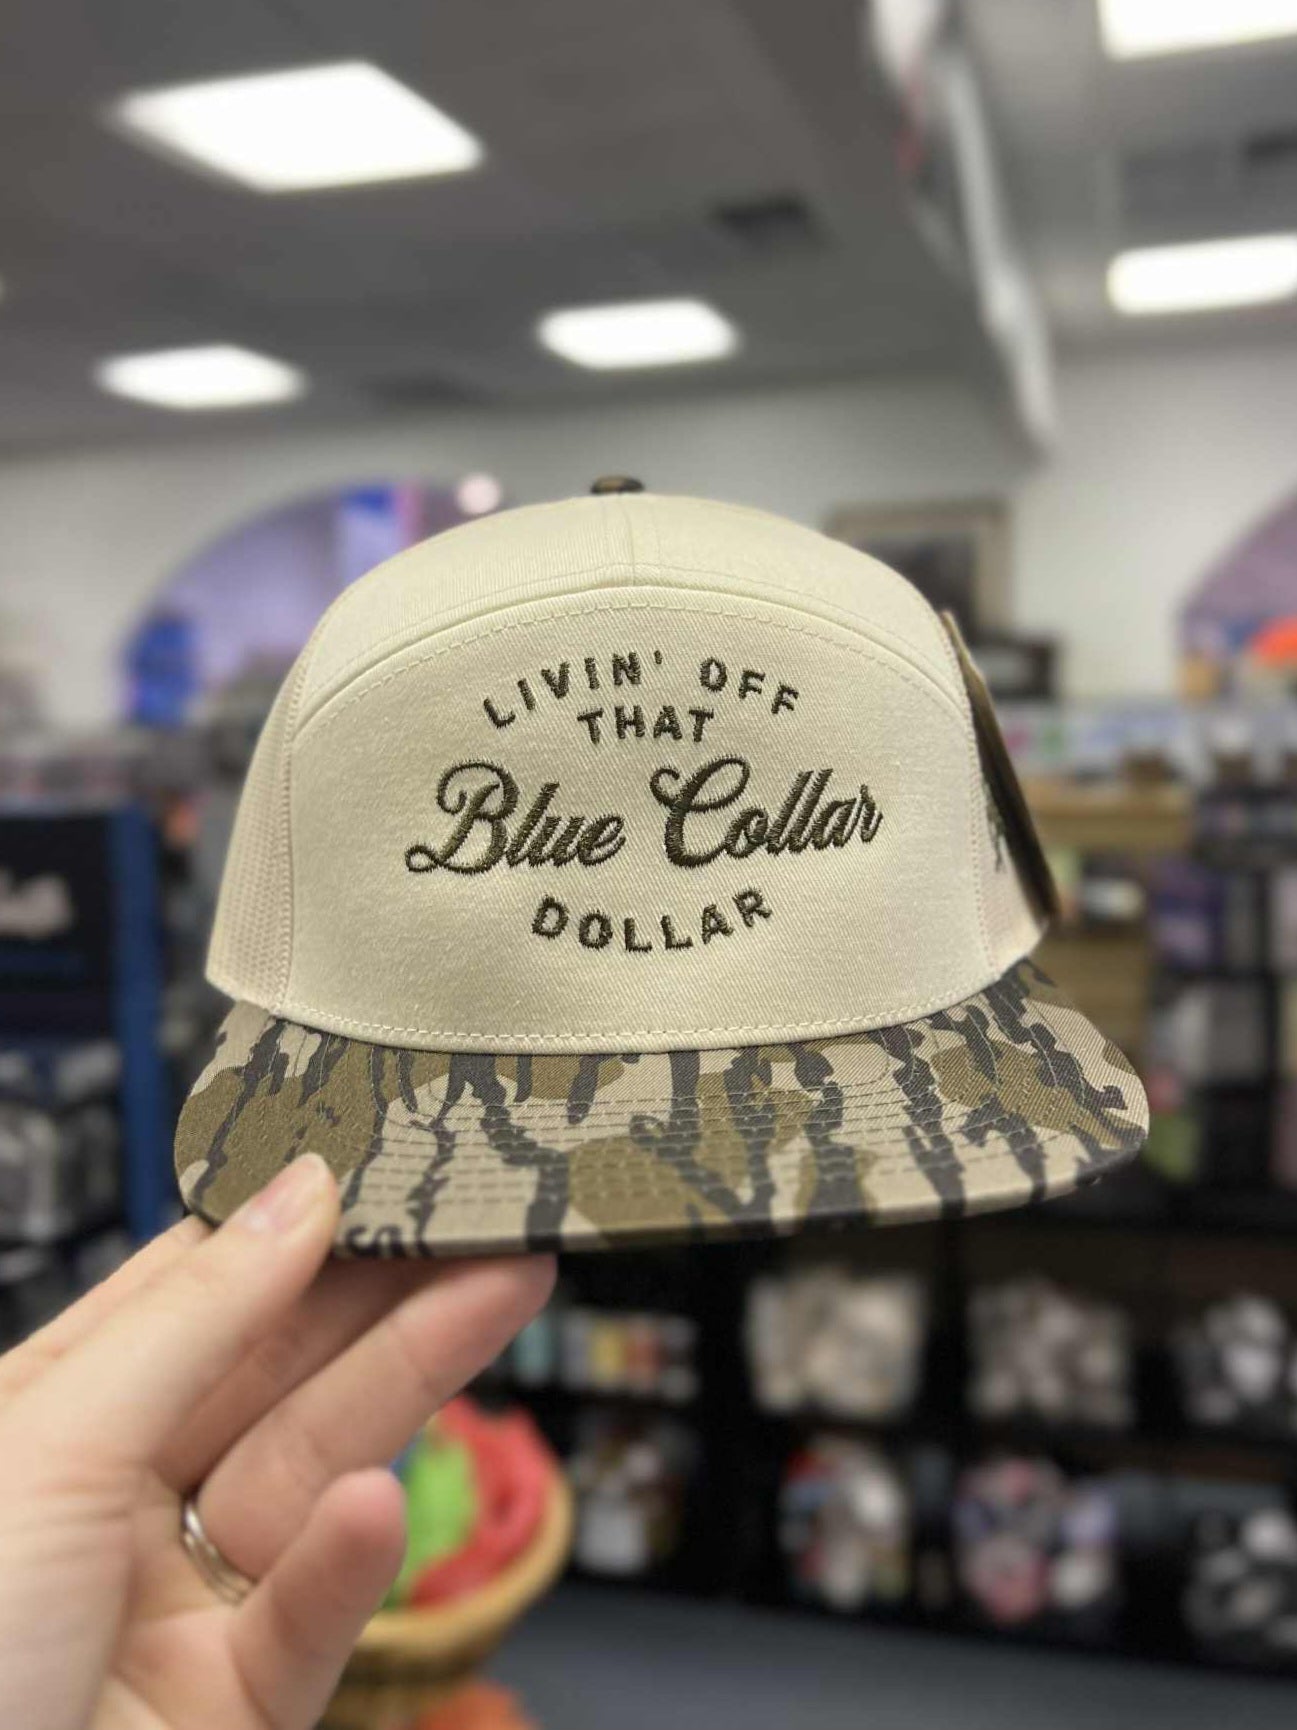 LIVIN' OFF
THAT
Blue Collar
DOLLAR